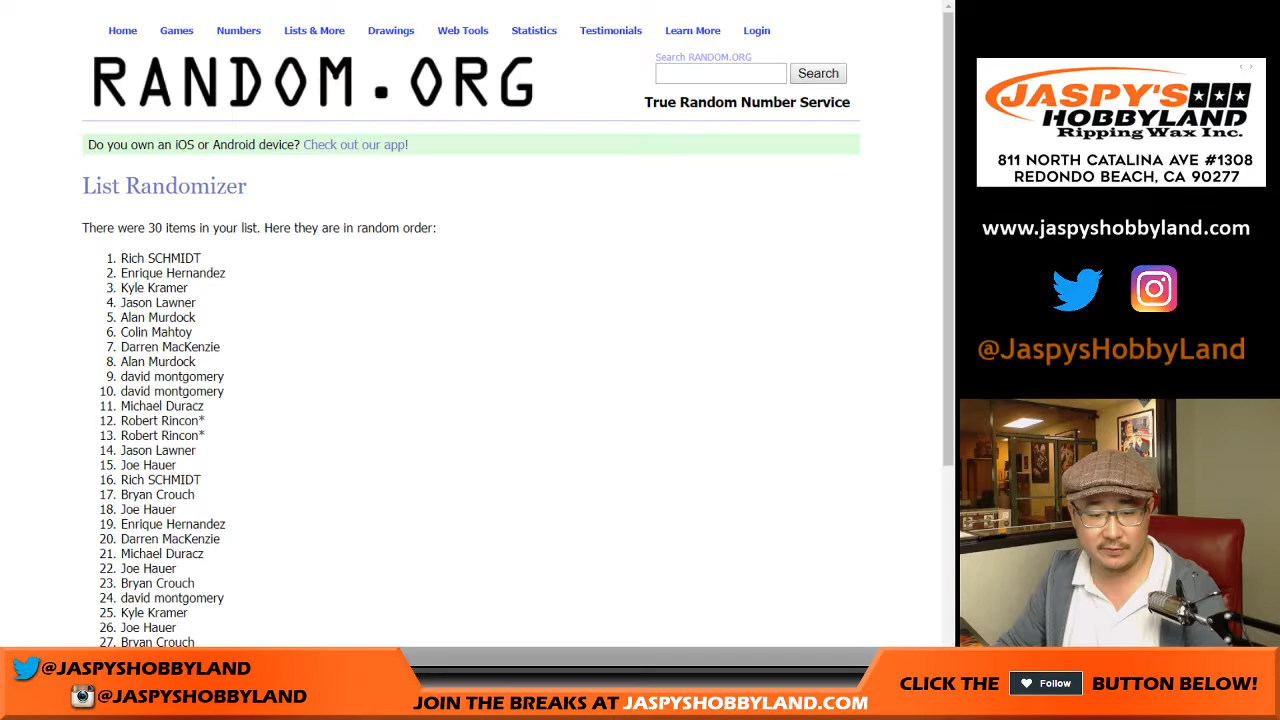 Home Games Numbers Lists & More Drawings Web Tools Statistics Testimonials Learn More Login
RANDOM.ORG
Search RANDOM.ORG
Search
True Random Number Service
Do you own an iOS or Android device? Check out our app!
List Randomizer
There were 30 items in your list. Here they are in random order:
1. Rich SCHMIDT
2. Enrique Hernandez
3. Kyle Kramer
4. Jason Lawner
5. Alan Murdock
6. Colin Mahtoy
7. Darren MacKenzie
8. Alan Murdock
9. david montgomery
10. david montgomery
11. Michael Duracz
12. Robert Rincon*
13. Robert Rincon*
14. Jason Lawner
15. Joe Hauer
16. Rich SCHMIDT
17. Bryan Crouch
18. Joe Hauer
19. Enrique Hernandez
20. Darren MacKenzie
21. Michael Duracz
22. Joe Hauer
23. Bryan Crouch
24. david montgomery
25. Kyle Kramer
26. Joe Hauer
27. Bryan Crouch
JASPY'S
HOBBYLAND
Ripping Wax Inc.
811 NORTH CATALINA AVE #1308
REDONDO BEACH, CA 90277
www.jaspyshobbyland.com
@JaspysHobbyLand
@JASPYSHOBBYLAND
@JASPYSHOBBYLAND
JOIN THE BREAKS AT JASPYSHOBBYLAND.COM
CLICK THE Follow BUTTON BELOW!